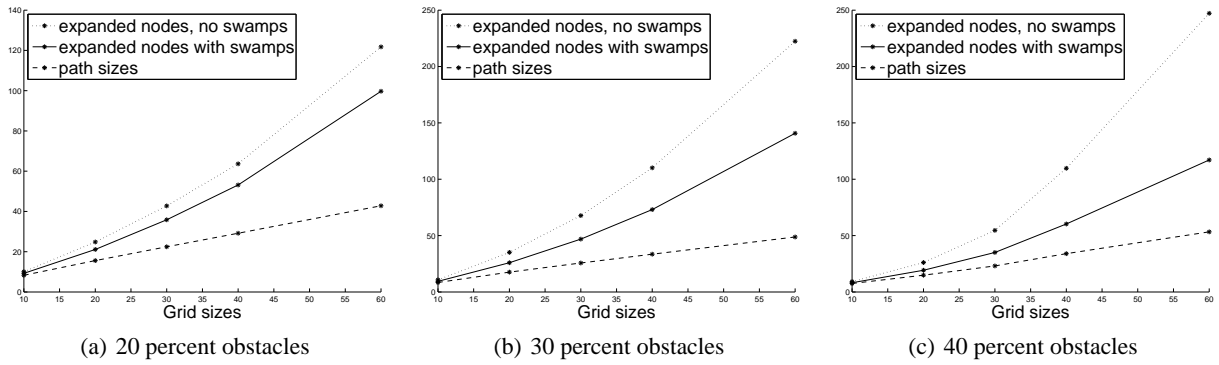 140
120
100
80
60
40
20
0
10 15 20 25 30 35 40 45 50 55 60
expanded nodes, no swamps
expanded nodes with swamps
path sizes
Grid sizes
(a) 20 percent obstacles
250
200
150
100
50
0
10 15 20 25 30 35 40 45 50 55 60
expanded nodes, no swamps
expanded nodes with swamps
path sizes
Grid sizes
(b) 30 percent obstacles
250
200
150
100
50
0
10 15 20 25 30 35 40 45 50 55 60
expanded nodes, no swamps
expanded nodes with swamps
path sizes
Grid sizes
(c) 40 percent obstacles